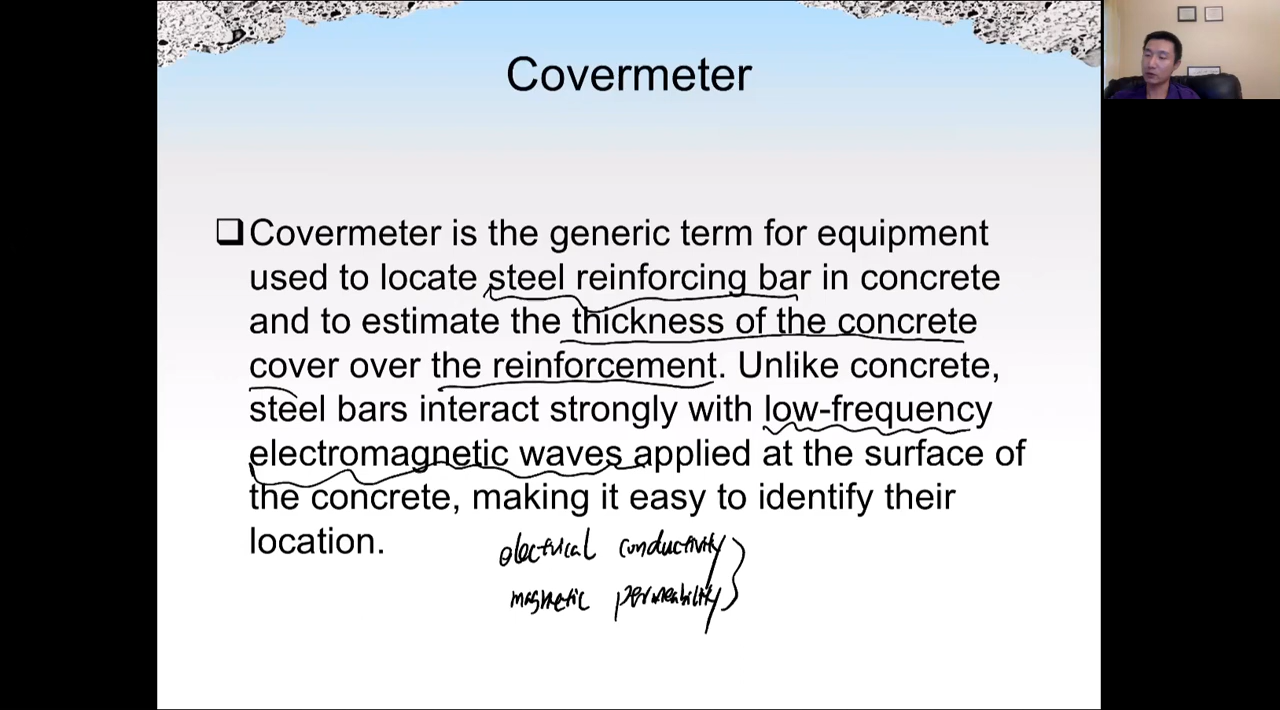 Covermeter
Covermeter is the generic term for equipment
used to locate steel reinforcing bar in concrete
and to estimate the thickness of the concrete
cover over the reinforcement. Unlike concrete,
steel bars interact strongly with low-frequency
electromagnetic waves applied at the surface of
the concrete, making it easy to identify their
location.
electrical conductivity
magnetic permeability